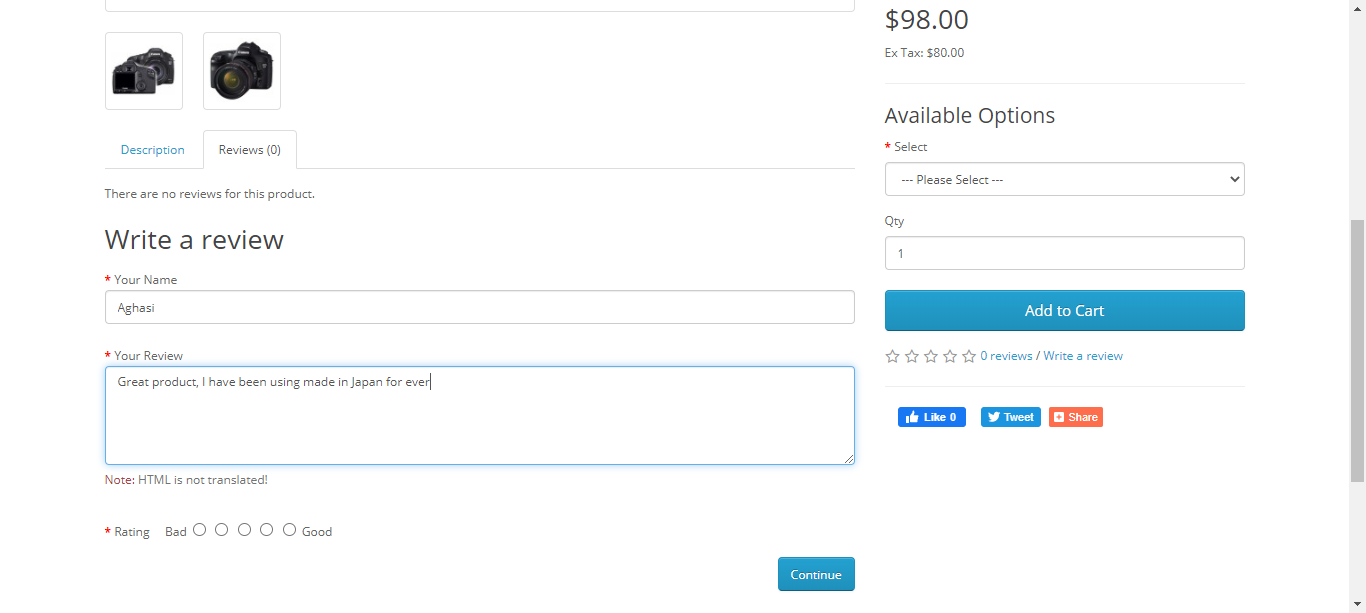 $98.00
Ex Tax: $80.00
Description
Reviews (0)
There are no reviews for this product.
Write a review
* Your Name
Aghasi
* Your Review
Great product, I have been using made in Japan for ever
Note: HTML is not translated!
* Rating Bad Good
Continue
Available Options
* Select
--- Please Select ---
Qty
1
Add to Cart
0 reviews / Write a review
Like 0
Tweet
Share